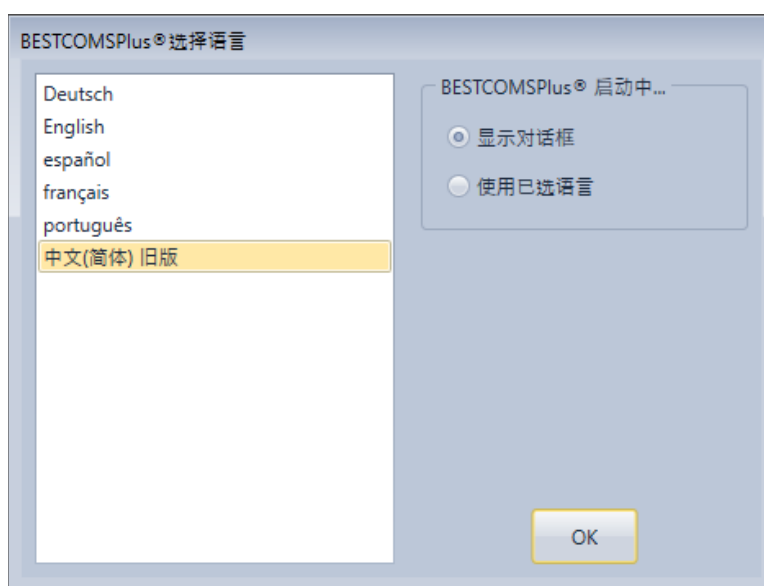 BESTCOMSPlus®选择语言
Deutsch
English
español
français
português
中文(简体) 旧版
BESTCOMSPlus® 启动中...
显示对话框
使用已选语言
OK